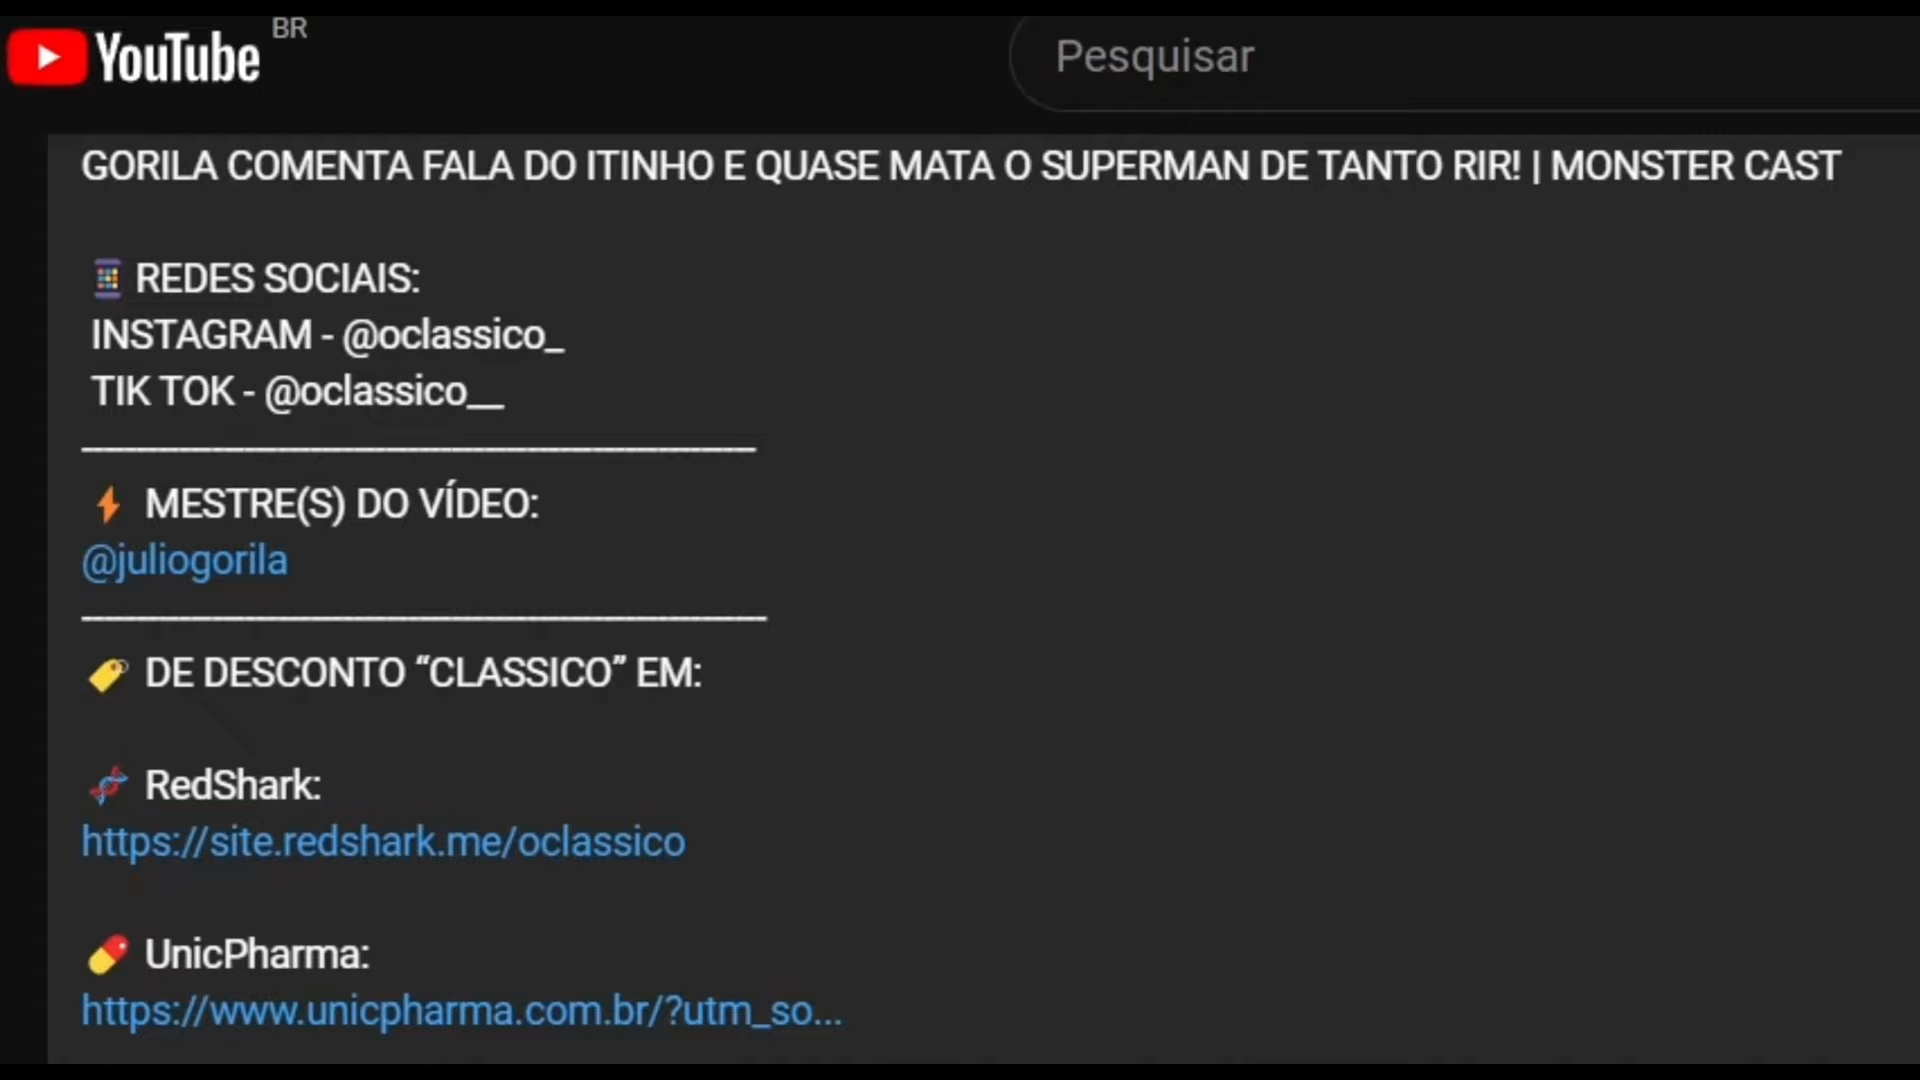 YouTube BR
Pesquisar
GORILA COMENTA FALA DO ITINHO E QUASE MATA O SUPERMAN DE TANTO RIR! | MONSTER CAST
REDES SOCIAIS:
INSTAGRAM - @oclassico_
TIK TOK - @oclassico__
MESTRE(S) DO VÍDEO:
@juliogorila
DE DESCONTO “CLASSICO” EM:
RedShark:
https://site.redshark.me/oclassico
UnicPharma:
https://www.unicpharma.com.br/?utm_so...